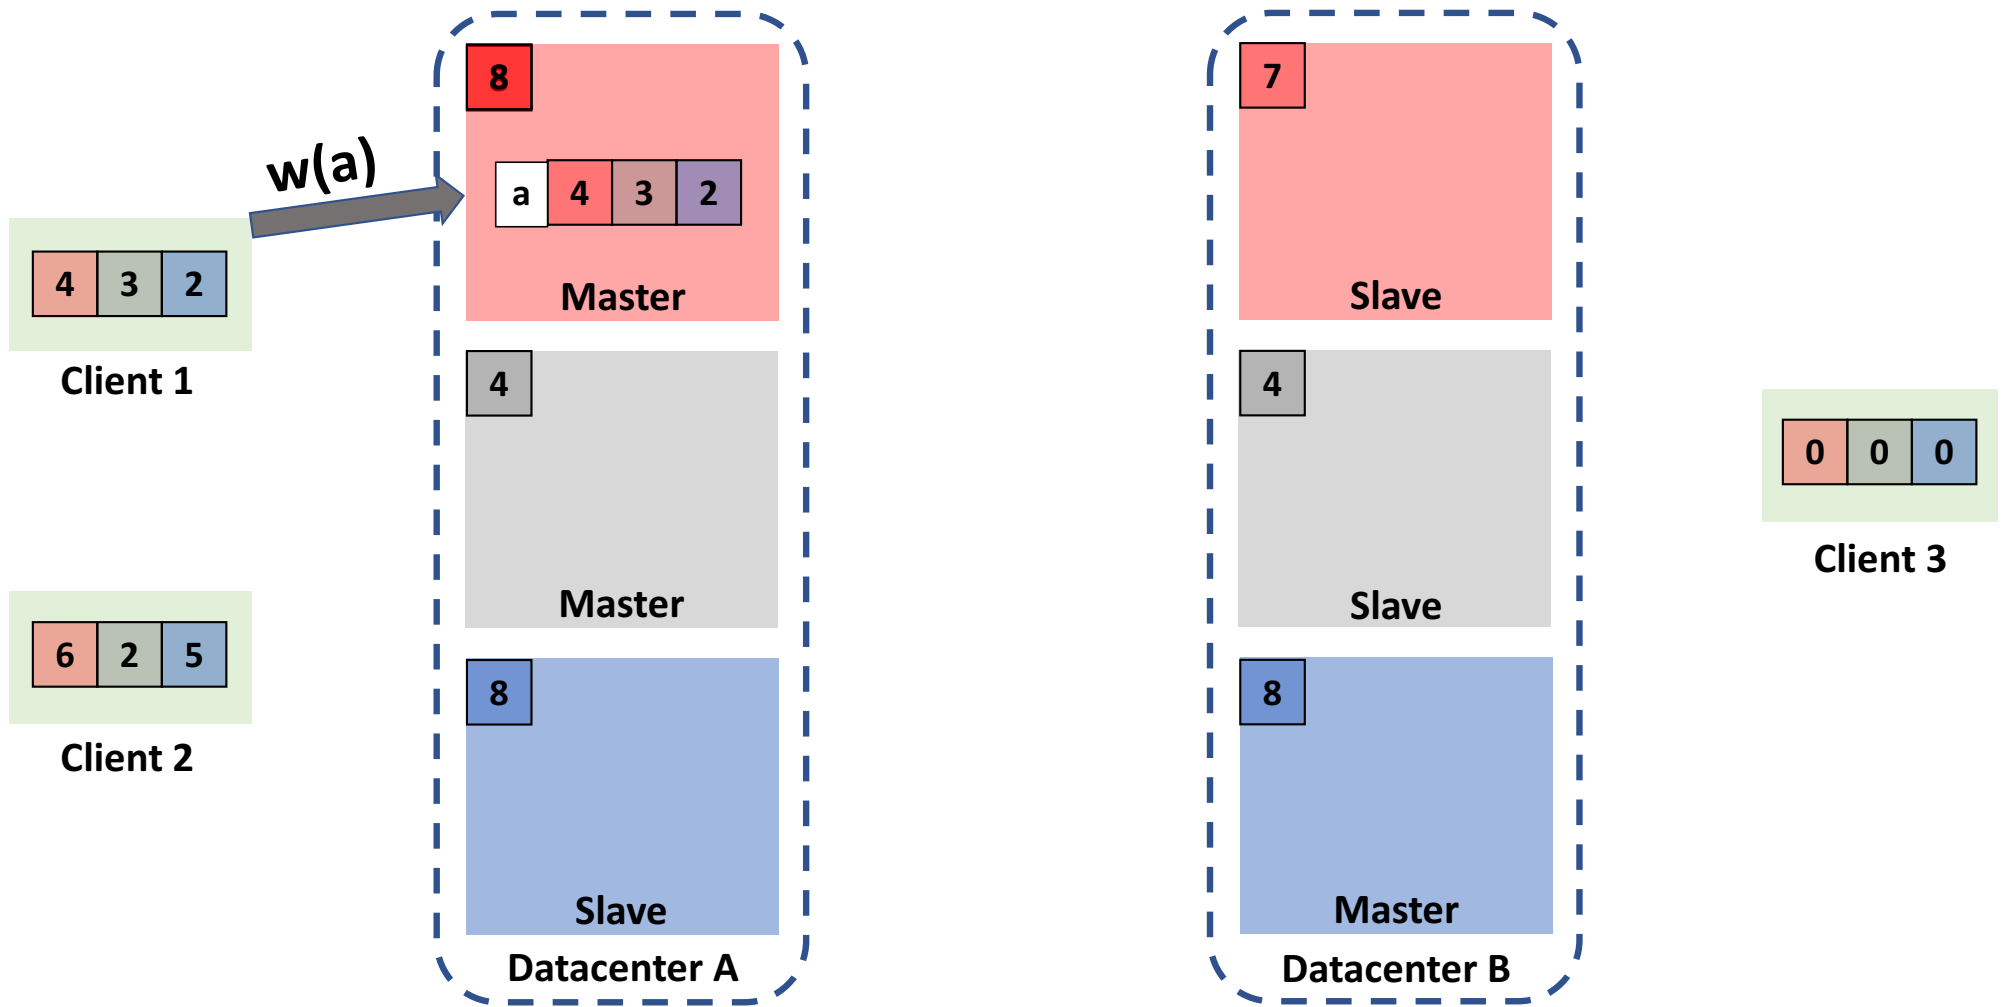 w(a)
4 3 2
Client 1
6 2 5
Client 2
8
a 4 3 2
Master
4
Master
8
Slave
Datacenter A
7
Slave
4
Slave
8
Master
Datacenter B
0 0 0
Client 3